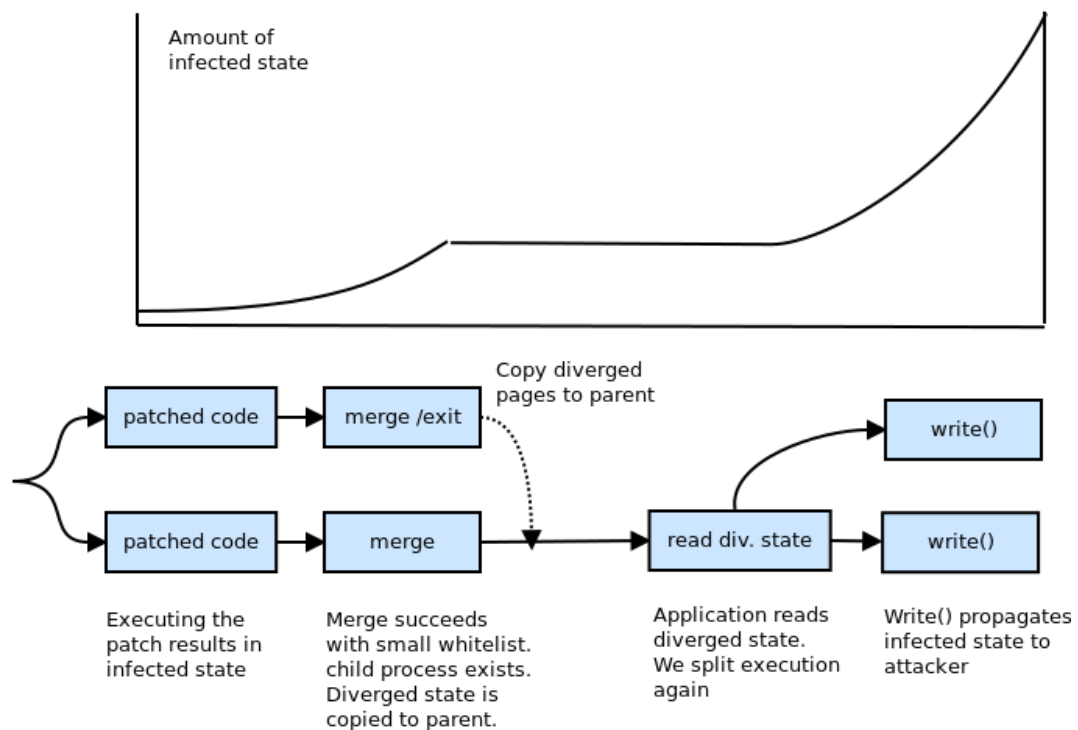 Amount of
infected state
Copy diverged
pages to parent
patched code
merge /exit
write()
patched code
merge
read div. state
write()
Executing the
patch results in
infected state
Merge succeeds
with small whitelist.
child process exists.
Diverged state is
copied to parent.
Application reads
diverged state.
We split execution
again
Write() propagates
infected state to
attacker